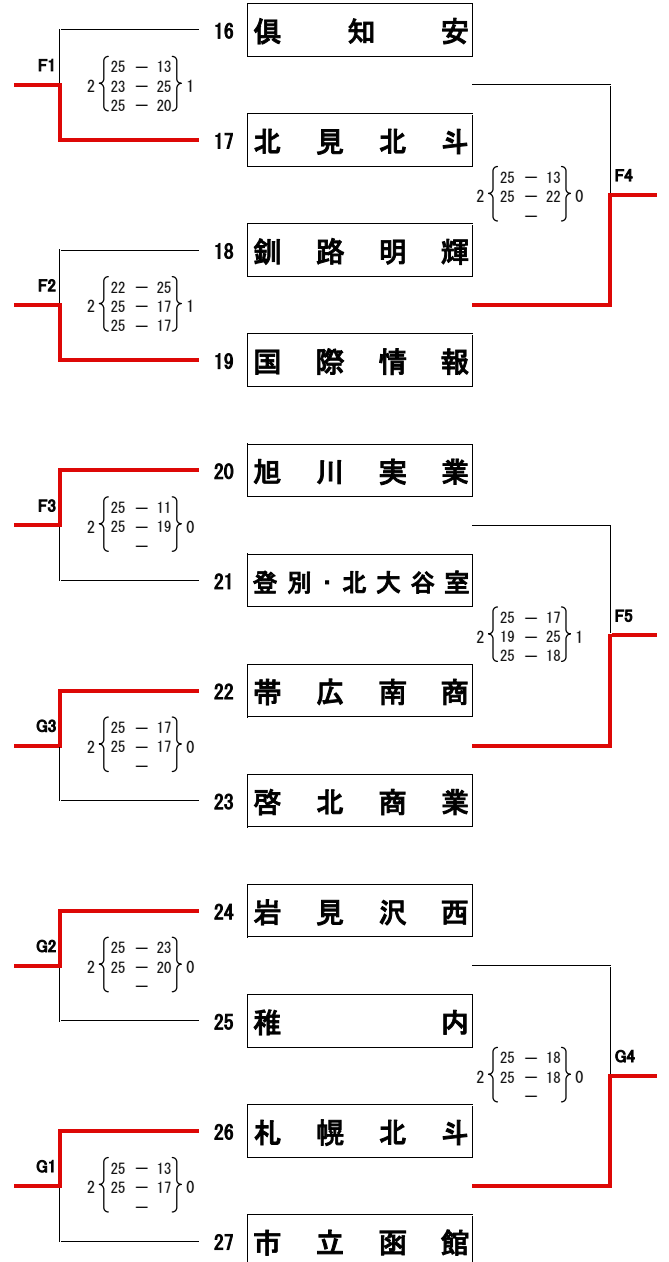 16 倶知安
F1
2 25 － 13 1
23 － 25
25 － 20
17 北見北斗
2 25 － 13 0
25 － 22
－
F4
18 釧路明輝
F2
2 22 － 25 1
25 － 17
25 － 17
19 国際情報
20 旭川実業
F3
2 25 － 11 0
25 － 19
－
21 登別・北大谷室
2 25 － 17 1
19 － 25
25 － 18
F5
22 帯広南商
G3
2 25 － 17 0
25 － 17
－
23 啓北商業
24 岩見沢西
G2
2 25 － 23 0
25 － 20
－
25 稚内
2 25 － 18 0
25 － 18
－
G4
26 札幌北斗
G1
2 25 － 13 0
25 － 17
－
27 市立函館